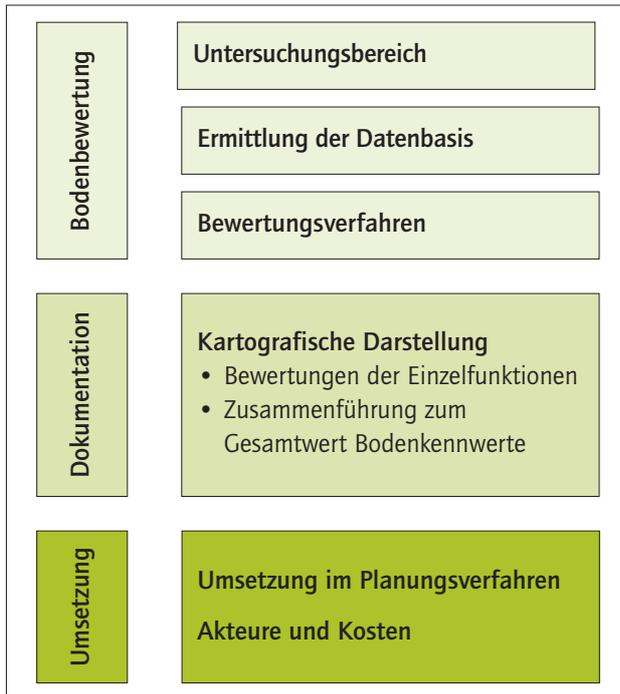 Bodenbewertung
Untersuchungsbereich
Ermittlung der Datenbasis
Bewertungsverfahren
Dokumentation
Kartografische Darstellung
• Bewertungen der Einzelfunktionen
• Zusammenführung zum
Gesamtwert Bodenkennwerte
Umsetzung
Umsetzung im Planungsverfahren
Akteure und Kosten